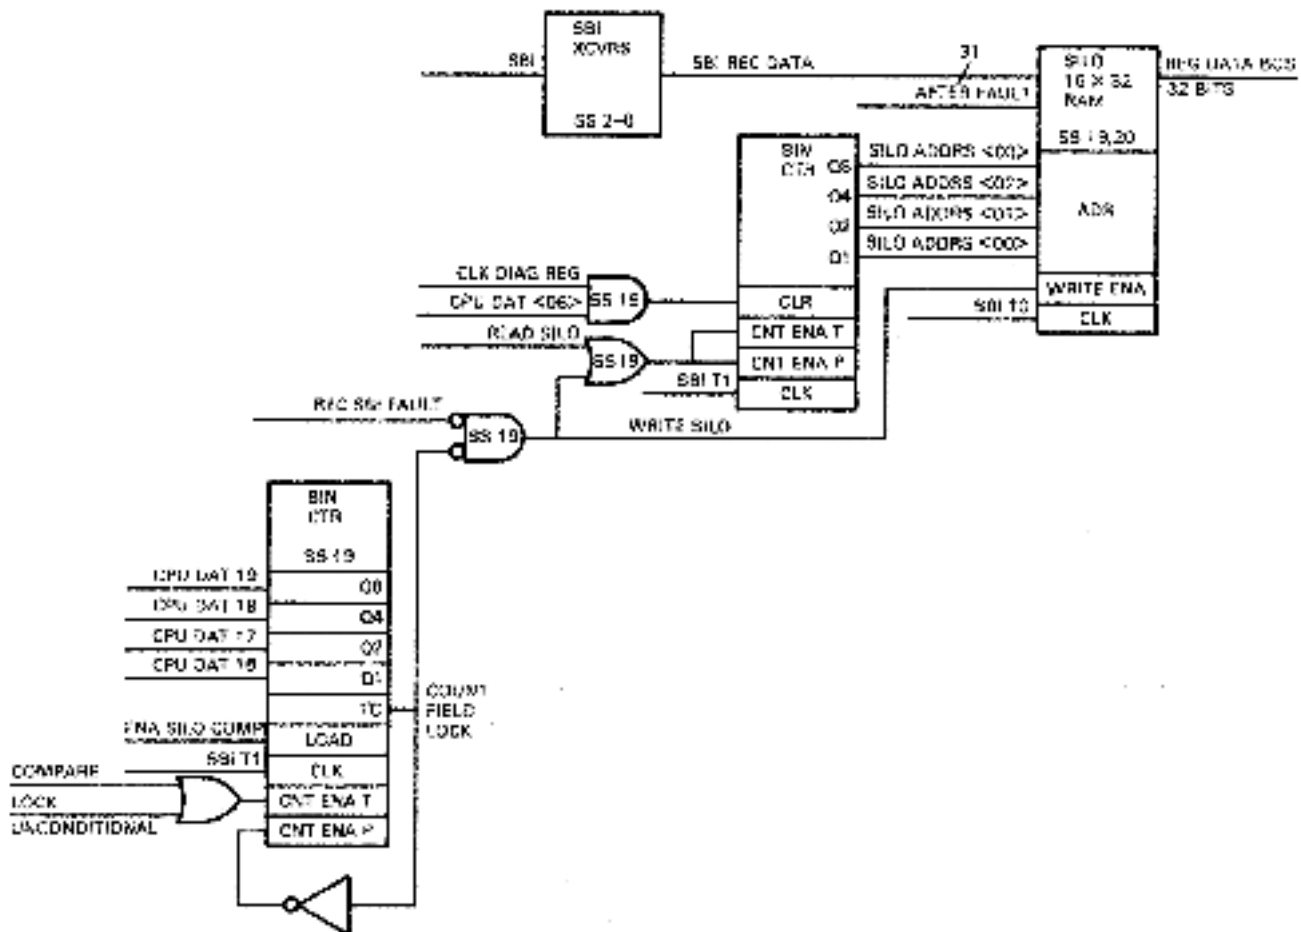 SBI
XCVRS
SS 2-8
SBI
SBI REC DATA
31
AFTER FAULT
SILO
16 X 32
RAM
SS 19,20
REG DATA BUS
32 BITS
BIN
CTR
Q8
Q4
Q2
Q1
SILO ADDRS <03>
SILO ADDRS <02>
SILO ADDRS <01>
SILO ADDRS <00>
ADR
CLK DIAG REG
CPU DAT <06>
SS 19
CLR
WRITE ENA
CLK
READ SILO
SS 19
CNT ENA T
CNT ENA P
SBI T1
CLK
REC SBI FAULT
SS 19
WRITE SILO
BIN
CTR
SS 19
CPU DAT 19
Q8
CPU DAT 18
Q4
CPU DAT 17
Q2
CPU DAT 16
Q1
TC
COUNT
FIELD
LOCK
ENA SILO COMP
LOAD
SBI T1
CLK
COMPARE
LOCK
UNCONDITIONAL
CNT ENA T
CNT ENA P